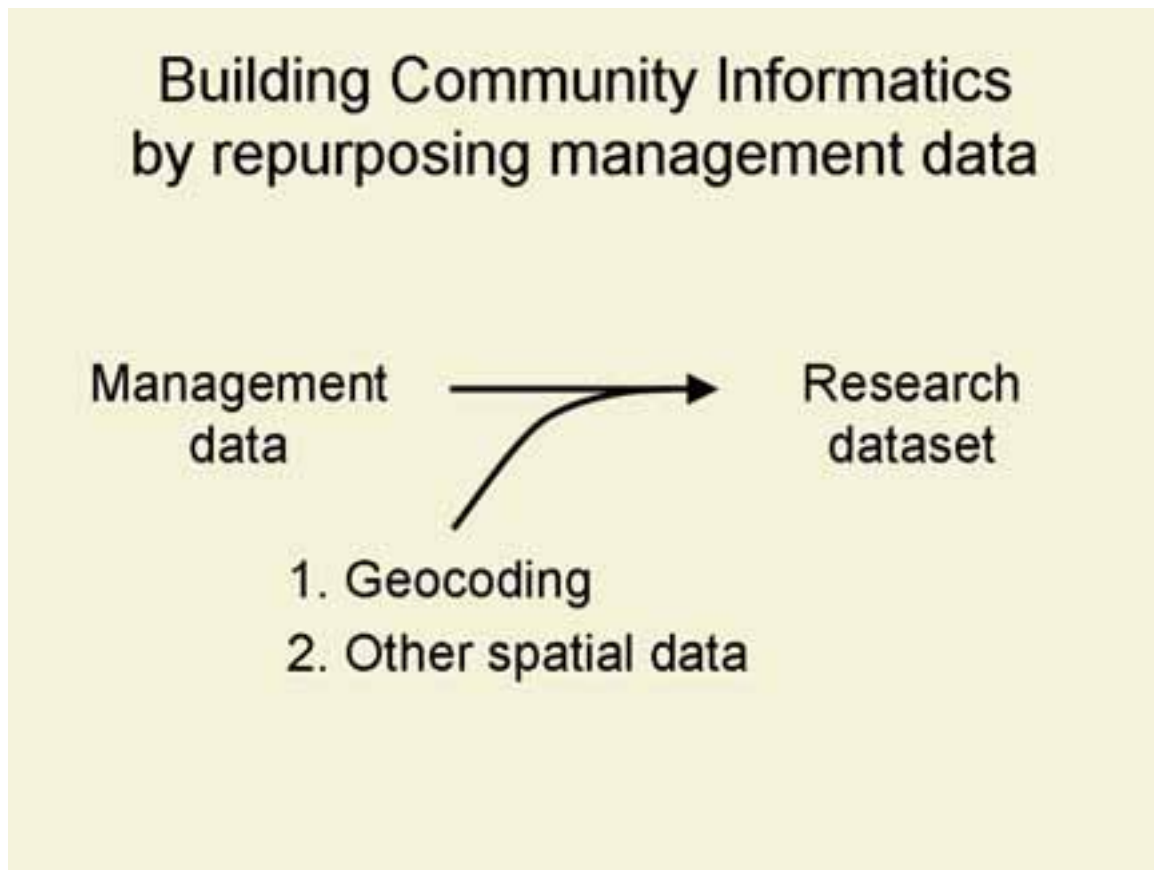 Building Community Informatics
by repurposing management data
Management
data
Research
dataset
1. Geocoding
2. Other spatial data